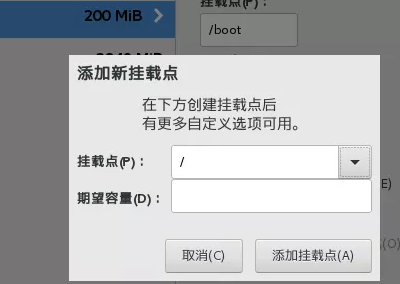 200 MiB
挂载点(P)：
/boot
添加新挂载点
在下方创建挂载点后
有更多自定义选项可用。
挂载点(P)：
/
E)
期望容量(D)：
(O)
取消(C)
添加挂载点(A)